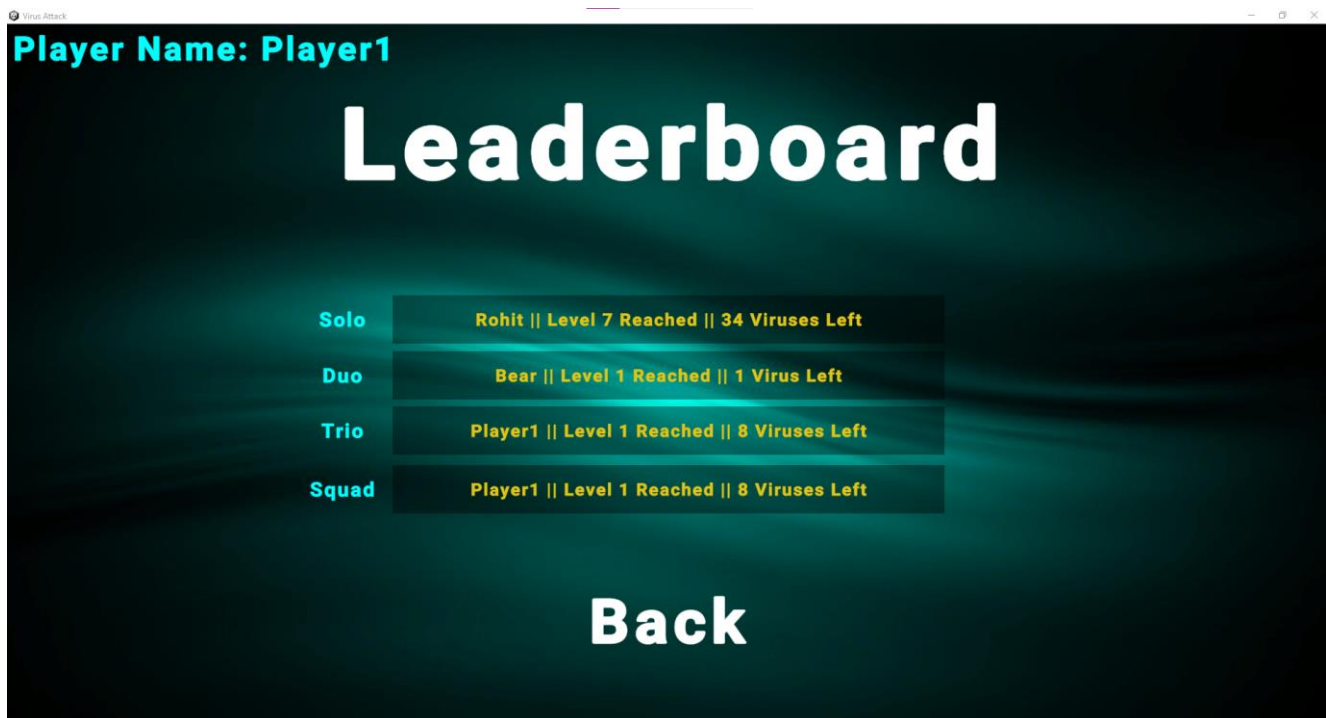 Virus Attack
Player Name: Player1
Leaderboard
Solo Rohit || Level 7 Reached || 34 Viruses Left
Duo Bear || Level 1 Reached || 1 Virus Left
Trio Player1 || Level 1 Reached || 8 Viruses Left
Squad Player1 || Level 1 Reached || 8 Viruses Left
Back